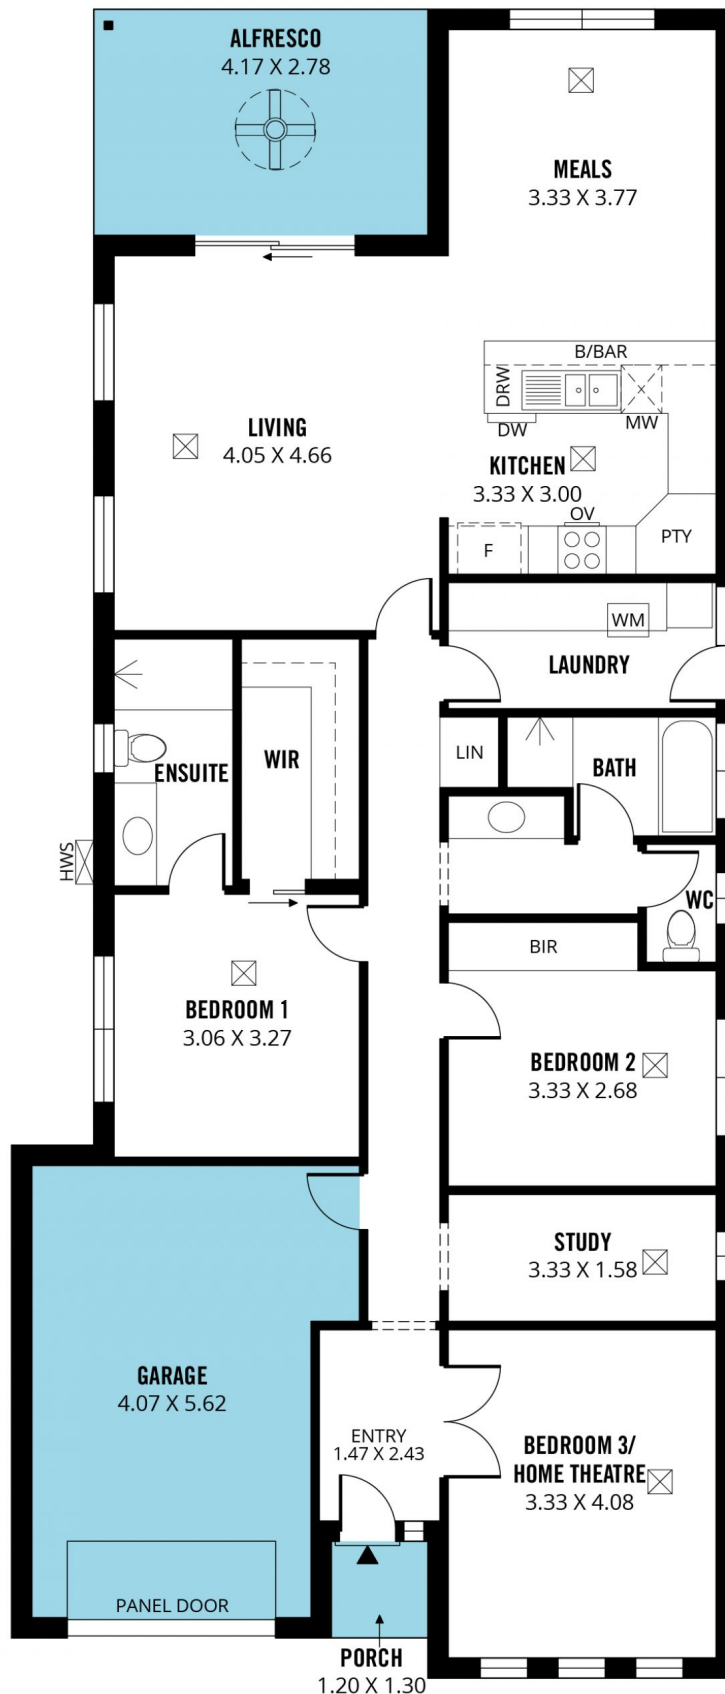 ALFRESCO
4.17 X 2.78
MEALS
3.33 X 3.77
B/BAR
DRW
DW
MW
LIVING
4.05 X 4.66
KITCHEN
3.33 X 3.00
OV
F
PTY
WM
LAUNDRY
LIN
BATH
ENSUITE
WIR
HWS
WC
BIR
BEDROOM 1
3.06 X 3.27
BEDROOM 2
3.33 X 2.68
STUDY
3.33 X 1.58
GARAGE
4.07 X 5.62
ENTRY
1.47 X 2.43
BEDROOM 3/
HOME THEATRE
3.33 X 4.08
PANEL DOOR
PORCH
1.20 X 1.30